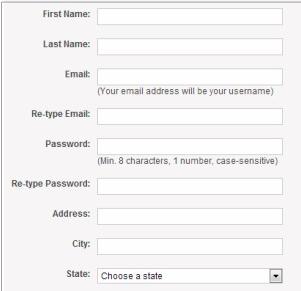 First Name:
Last Name:
Email:
(Your email address will be your username)
Re-type Email:
Password:
(Min. 8 characters, 1 number, case-sensitive)
Re-type Password:
Address:
City:
State: Choose a state